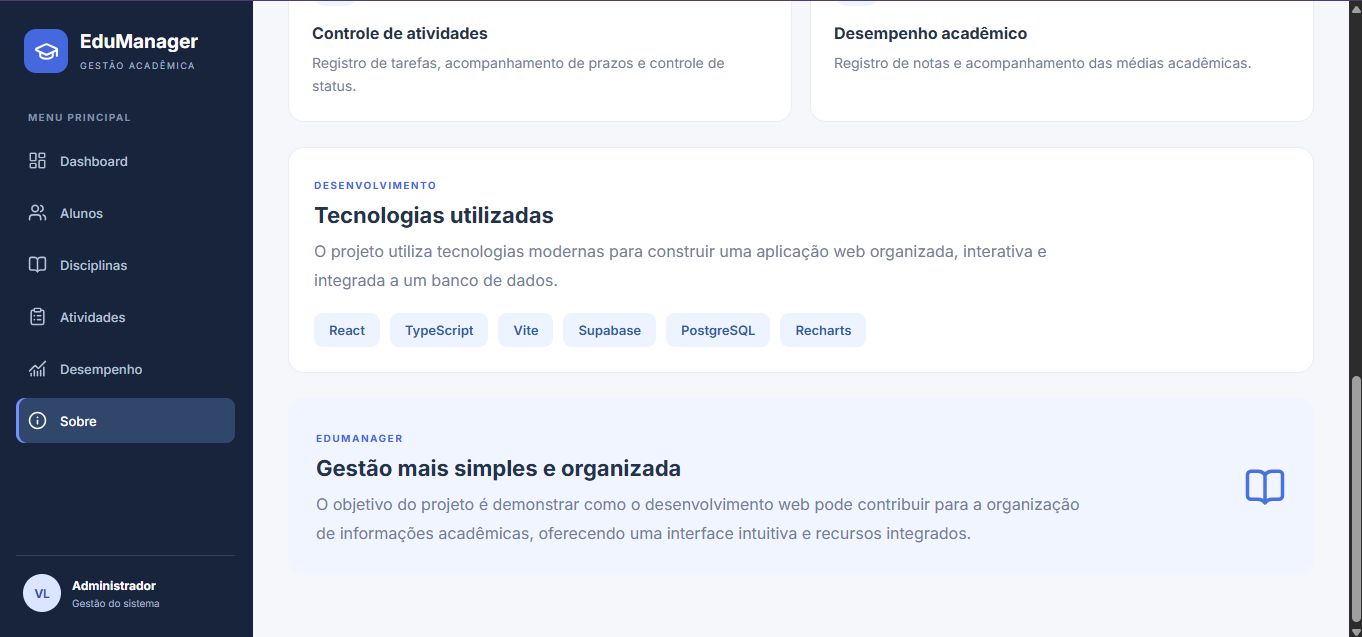 EduManager
GESTÃO ACADÊMICA
MENU PRINCIPAL
Dashboard
Alunos
Disciplinas
Atividades
Desempenho
Sobre
VL
Administrador
Gestão do sistema
Controle de atividades
Registro de tarefas, acompanhamento de prazos e controle de
status.
Desempenho acadêmico
Registro de notas e acompanhamento das médias acadêmicas.
DESENVOLVIMENTO
Tecnologias utilizadas
O projeto utiliza tecnologias modernas para construir uma aplicação web organizada, interativa e
integrada a um banco de dados.
React TypeScript Vite Supabase PostgreSQL Recharts
EDUMANAGER
Gestão mais simples e organizada
O objetivo do projeto é demonstrar como o desenvolvimento web pode contribuir para a organização
de informações acadêmicas, oferecendo uma interface intuitiva e recursos integrados.